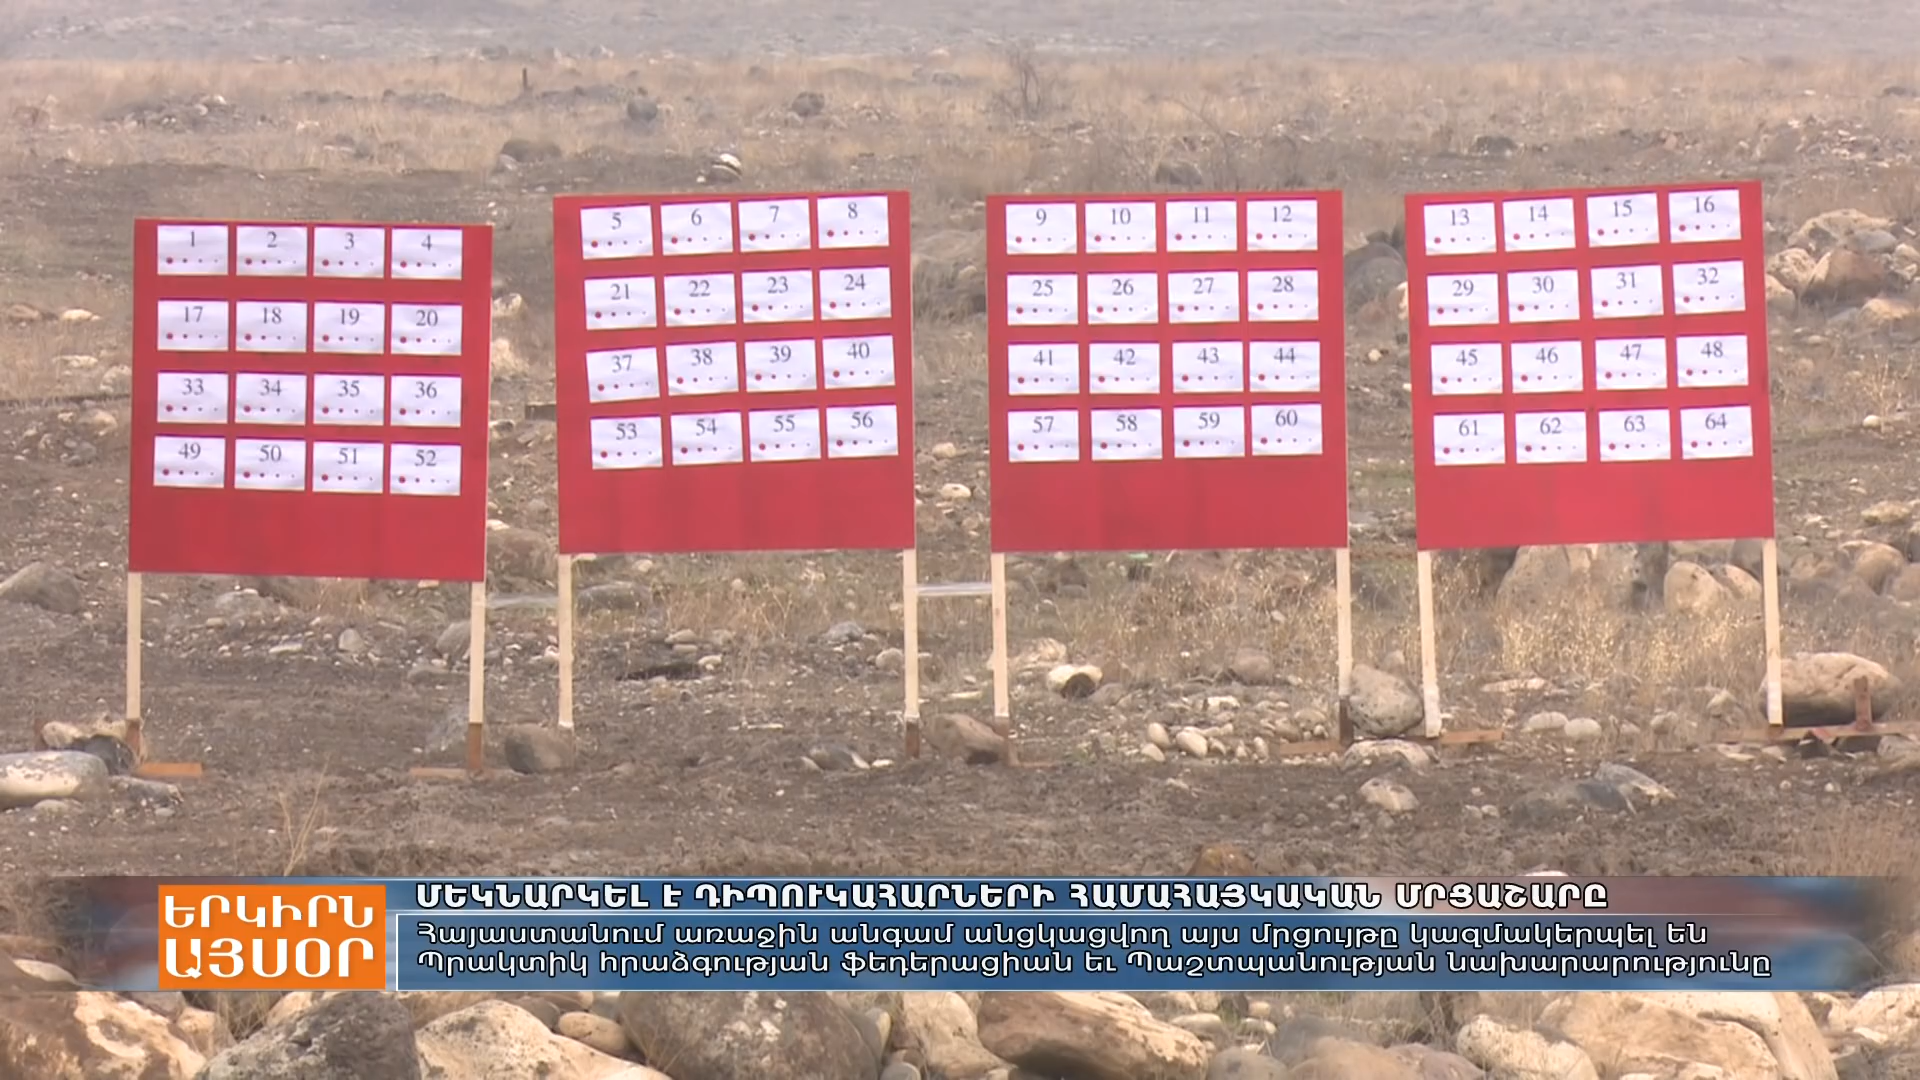 1 2 3 4
17 18 19 20
33 34 35 36
49 50 51 52
5 6 7 8
21 22 23 24
37 38 39 40
53 54 55 56
9 10 11 12
25 26 27 28
41 42 43 44
57 58 59 60
13 14 15 16
29 30 31 32
45 46 47 48
61 62 63 64
ԵՐԿԻՐՆ
ԱՅՍՕՐ
ՄԵԿՆԱՐԿԵԼ Է ԴԻՊՈՒԿԱՀԱՐՆԵՐԻ ՀԱՄԱՀԱՅԿԱԿԱՆ ՄՐՑԱՇԱՐԸ
Հայաստանում առաջին անգամ անցկացվող այս մրցույթը կազմակերպել են
Պրակտիկ հրաձգության ֆեդերացիան եւ Պաշտպանության նախարարությունը